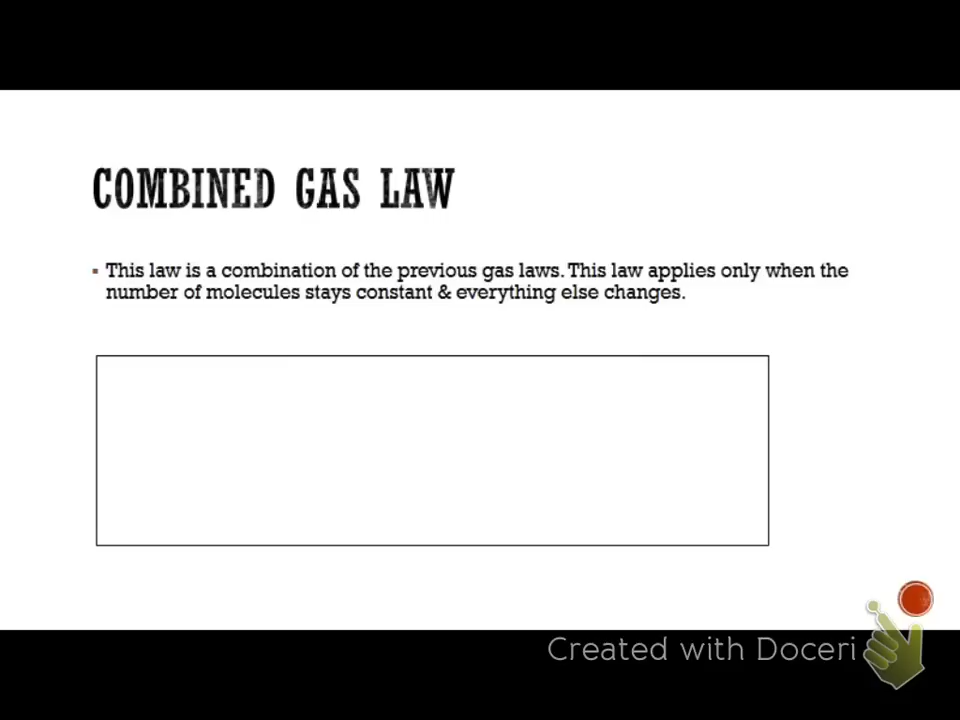 COMBINED GAS LAW
▪ This law is a combination of the previous gas laws. This law applies only when the
number of molecules stays constant & everything else changes.
Created with Doceri